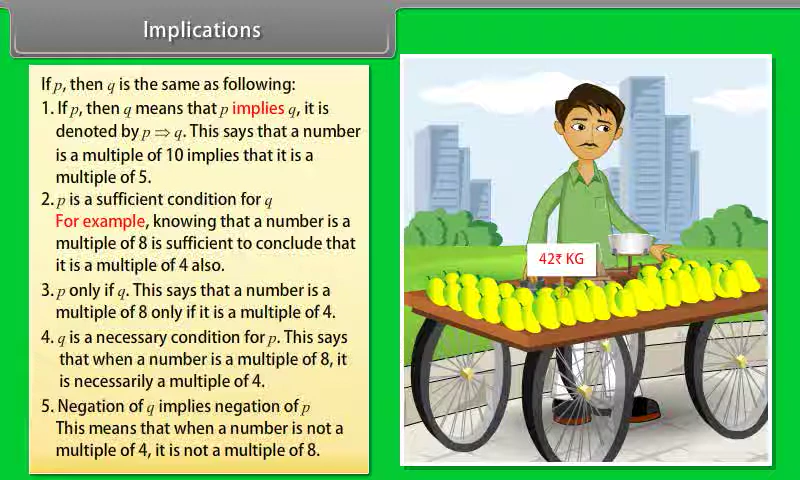 Implications
If p, then q is the same as following:
1. If p, then q means that p implies q, it is
denoted by p ⇒ q. This says that a number
is a multiple of 10 implies that it is a
multiple of 5.
2. p is a sufficient condition for q
For example, knowing that a number is a
multiple of 8 is sufficient to conclude that
it is a multiple of 4 also.
3. p only if q. This says that a number is a
multiple of 8 only if it is a multiple of 4.
4. q is a necessary condition for p. This says
that when a number is a multiple of 8, it
is necessarily a multiple of 4.
5. Negation of q implies negation of p
This means that when a number is not a
multiple of 4, it is not a multiple of 8.
42₹ KG